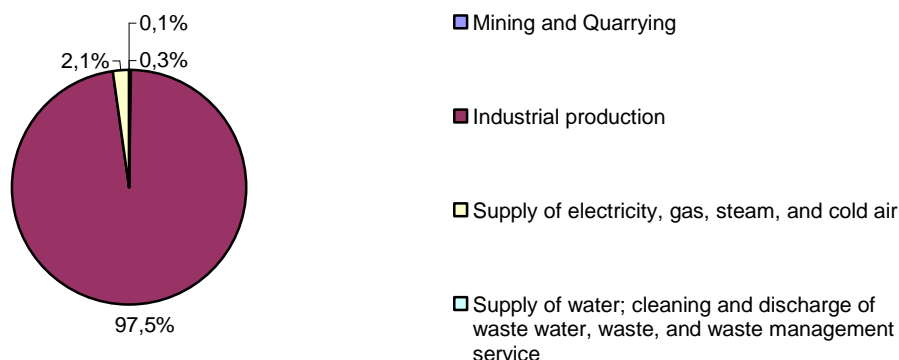 0,1%
2,1%
0,3%
97,5%
Mining and Quarrying
Industrial production
Supply of electricity, gas, steam, and cold air
Supply of water; cleaning and discharge of
waste water, waste, and waste management
service